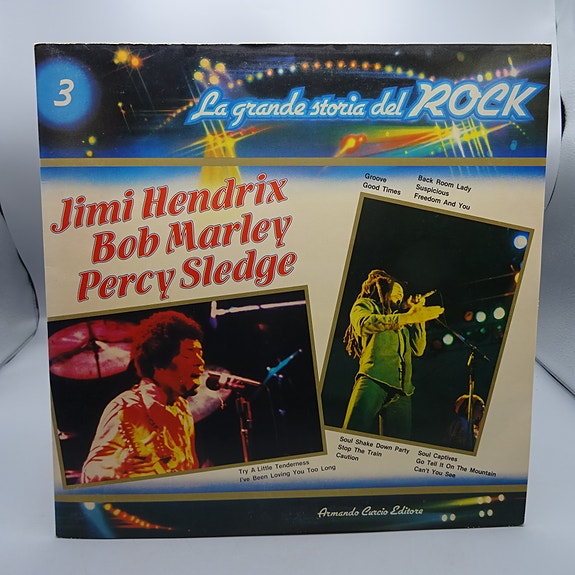 3
La grande storia del ROCK
Jimi Hendrix
Bob Marley
Percy Sledge
Groove
Good Times
Back Room Lady
Suspicious
Freedom And You
Try A Little Tenderness
I've Been Loving You Too Long
Soul Shake Down Party
Stop The Train
Caution
Soul Captives
Go Tell It On The Mountain
Can't You See
Armando Curcio Editore